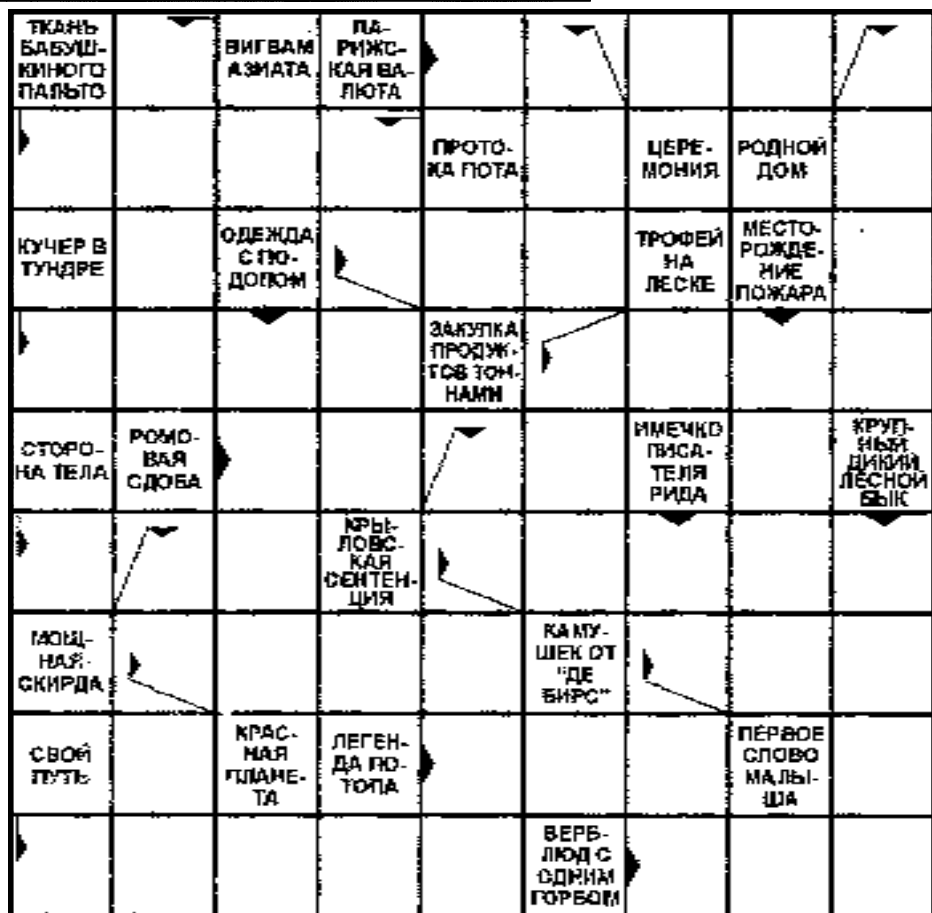 ТКАНЬ
БАБУШ-
КИНОГО
ПАЛЬТО
ВИГВАМ
АЗИАТА
ПА-
РИЖС-
КАЯ ВА-
ЛЮТА
ПРОТО-
КА ПОТА
ЦЕРЕ-
МОНИЯ
РОДНОЙ
ДОМ
КУЧЕР В
ТУНДРЕ
ОДЕЖДА
С ПО-
ДОЛОМ
ТРОФЕЙ
НА
ЛЕСКЕ
МЕСТО-
РОЖДЕ-
НИЕ
ПОЖАРА
ЗАКУПКА
ПРОДУК-
ТОВ ТОН-
НАМИ
СТОРО-
НА ТЕЛА
РОМО-
ВАЯ
СДОБА
ИМЕЧКО
ПИСА-
ТЕЛЯ
РИДА
КРУП-
НЫЙ
ДИКИЙ
ЛЕСНОЙ
БЫК
КРЫ-
ЛОВС-
КАЯ
СЕНТЕН-
ЦИЯ
МОЩ-
НАЯ
СКИРДА
КАМУ-
ШЕК ОТ
"ДЕ
БИРС"
СВОЙ
ПУТЬ
КРАС-
НАЯ
ПЛАНЕ-
ТА
ЛЕГЕН-
ДА ПО-
ТОПА
ПЕРВОЕ
СЛОВО
МАЛЫ-
ША
ВЕРБ-
ЛЮД С
ОДНИМ
ГОРБОМ